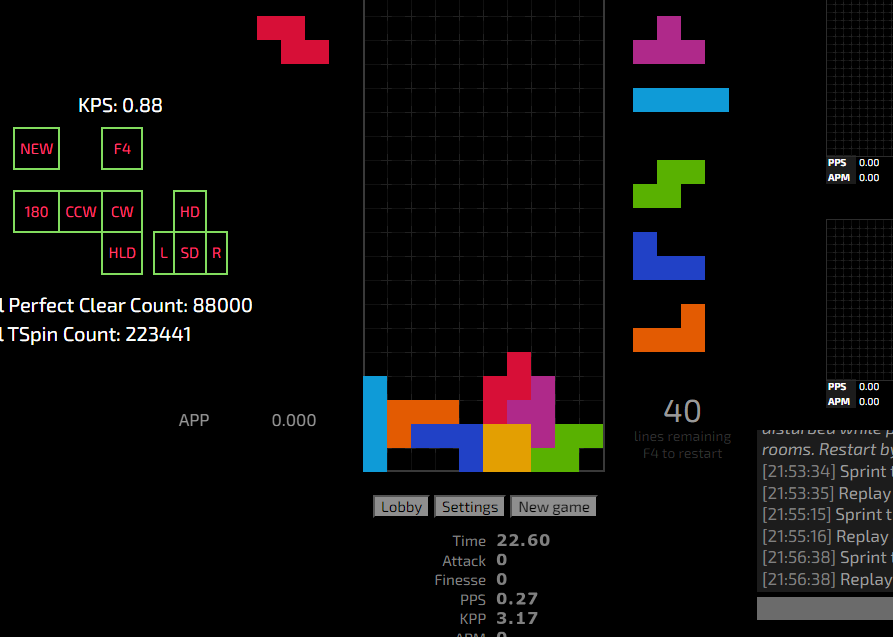 KPS: 0.88
NEW F4
180 CCW CW HD
HLD L SD R
l Perfect Clear Count: 88000
l TSpin Count: 223441
APP 0.000
40
lines remaining
F4 to restart
PPS 0.00
APM 0.00
PPS 0.00
APM 0.00
disturbed while p
rooms. Restart by
[21:53:34] Sprint t
[21:53:35] Replay
[21:55:15] Sprint t
[21:55:16] Replay
[21:56:38] Sprint
[21:56:38] Replay
Lobby Settings New game
Time 22.60
Attack 0
Finesse 0
PPS 0.27
KPP 3.17
APM 0